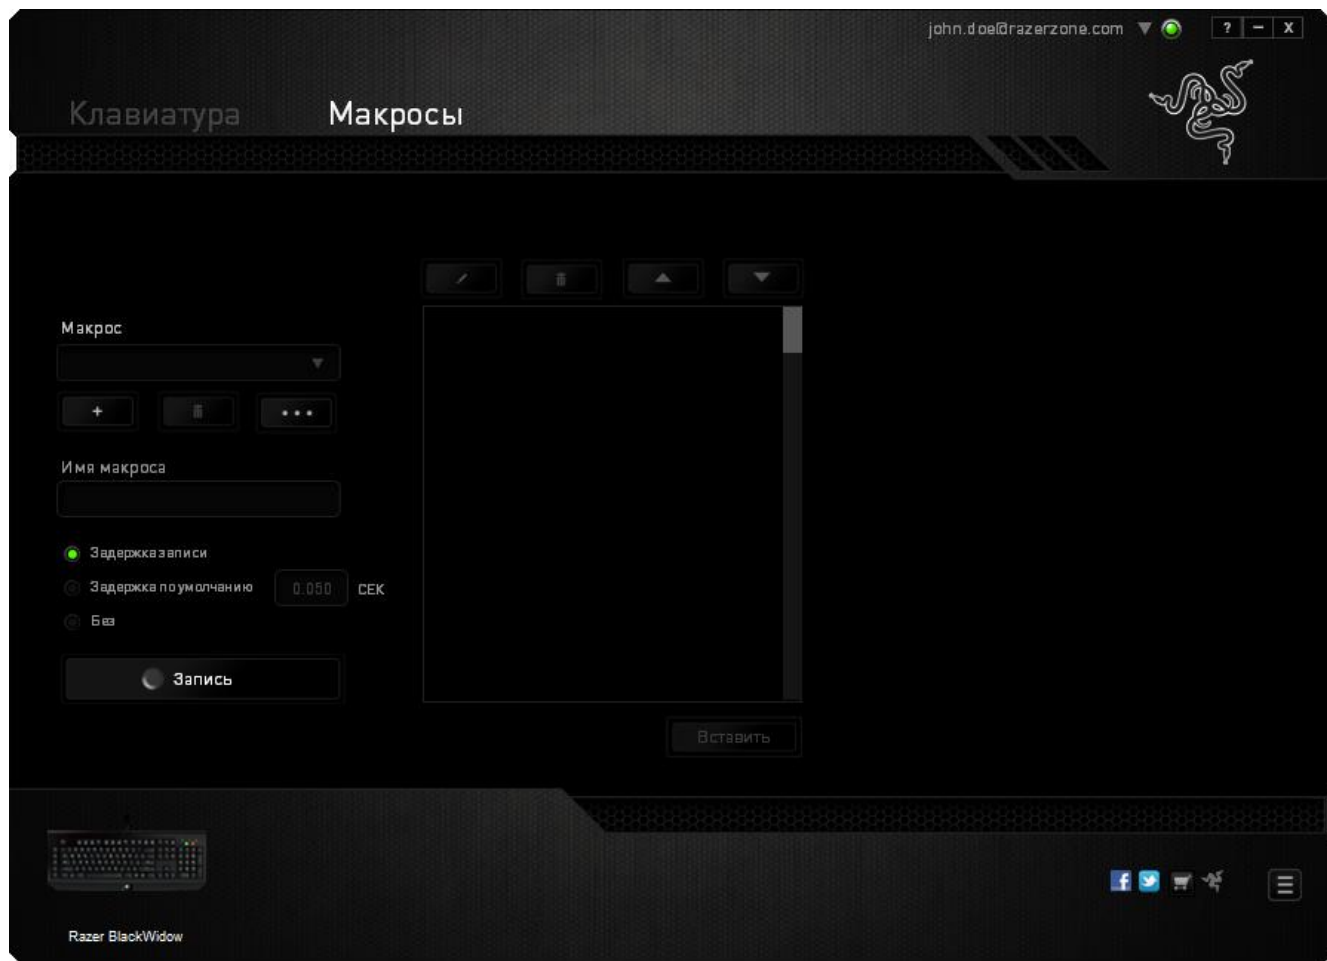 john.doe@razerzone.com
? – X
Клавиатура Макросы
Макрос
+ •••
Имя макроса
Задержка записи
Задержка по умолчанию 0.050 СЕК
Без
Запись
Вставить
Razer BlackWidow